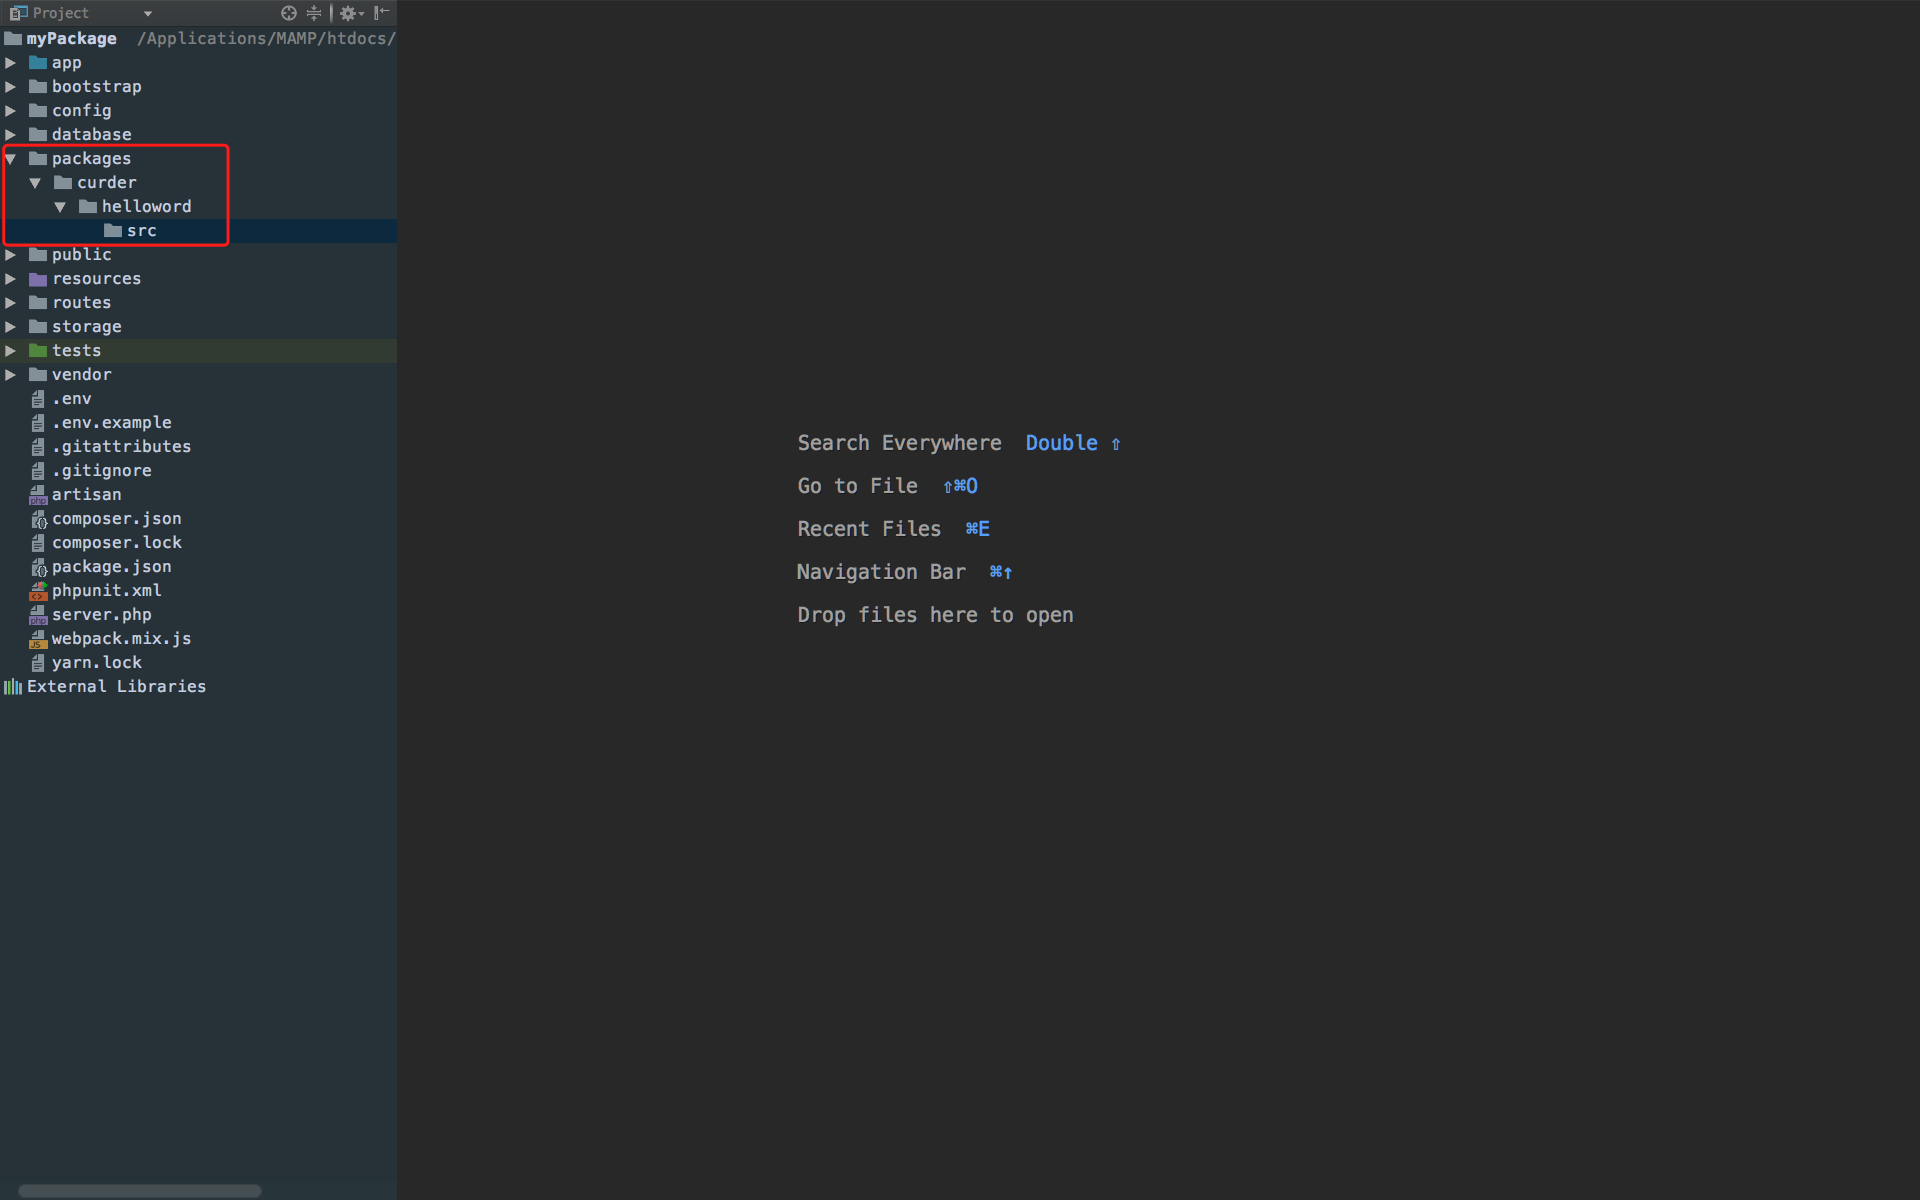 Project
myPackage /Applications/MAMP/htdocs/
app
bootstrap
config
database
packages
curder
helloword
src
public
resources
routes
storage
tests
vendor
.env
.env.example
.gitattributes
.gitignore
artisan
composer.json
composer.lock
package.json
phpunit.xml
server.php
webpack.mix.js
yarn.lock
External Libraries
Search Everywhere Double ⇧
Go to File ⇧⌘O
Recent Files ⌘E
Navigation Bar ⌘↑
Drop files here to open